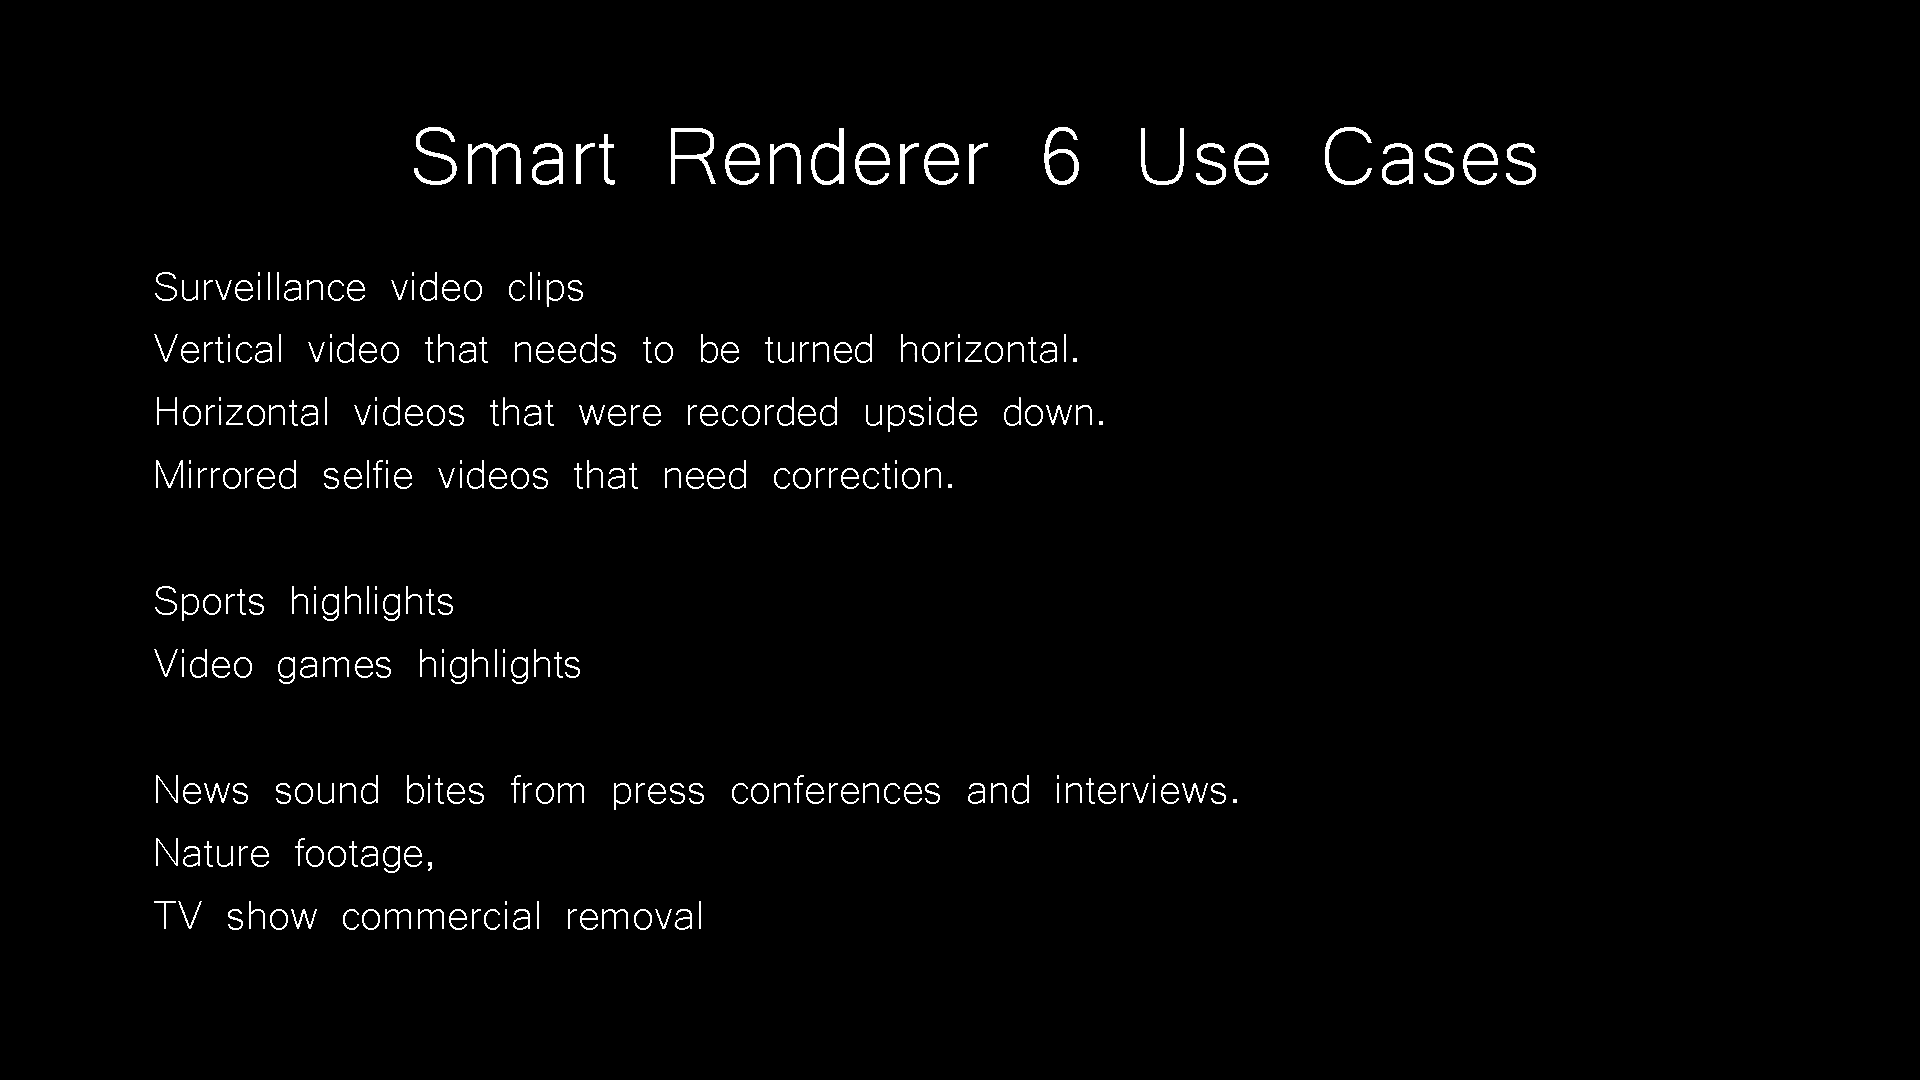 Smart Renderer 6 Use Cases
Surveillance video clips
Vertical video that needs to be turned horizontal.
Horizontal videos that were recorded upside down.
Mirrored selfie videos that need correction.
Sports highlights
Video games highlights
News sound bites from press conferences and interviews.
Nature footage,
TV show commercial removal